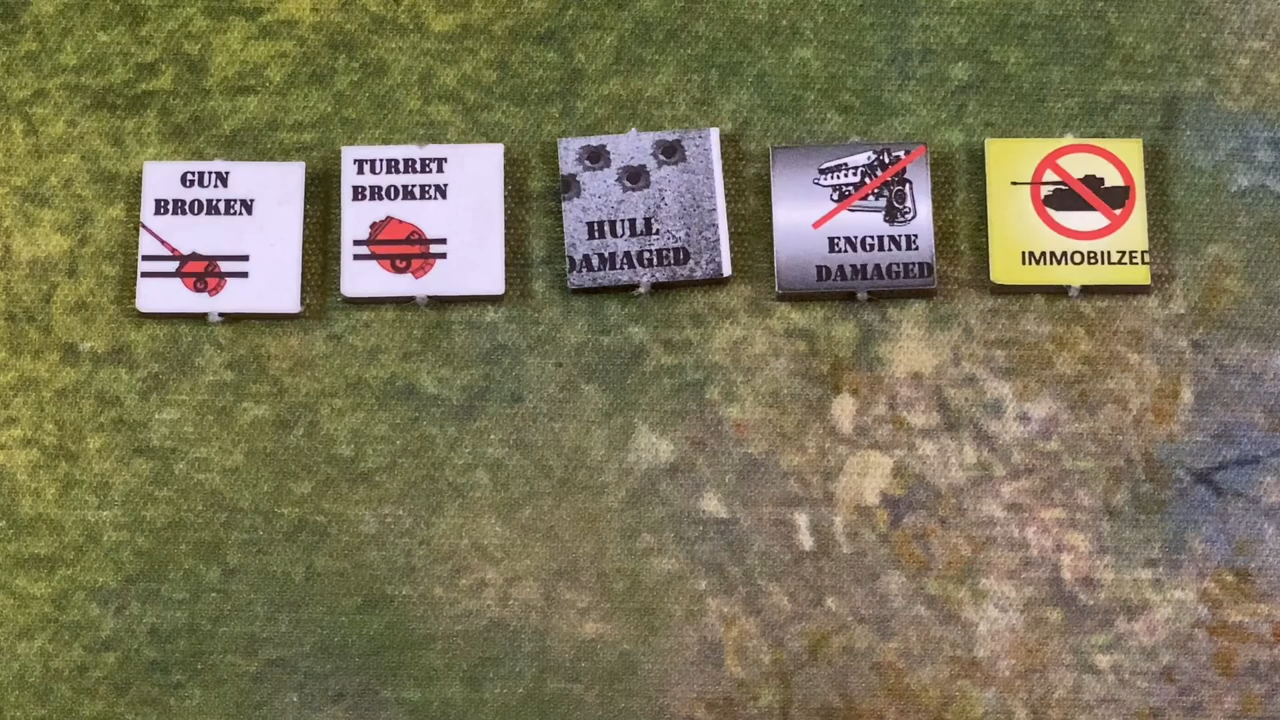 GUN
BROKEN
TURRET
BROKEN
HULL
DAMAGED
ENGINE
DAMAGED
IMMOBILZED